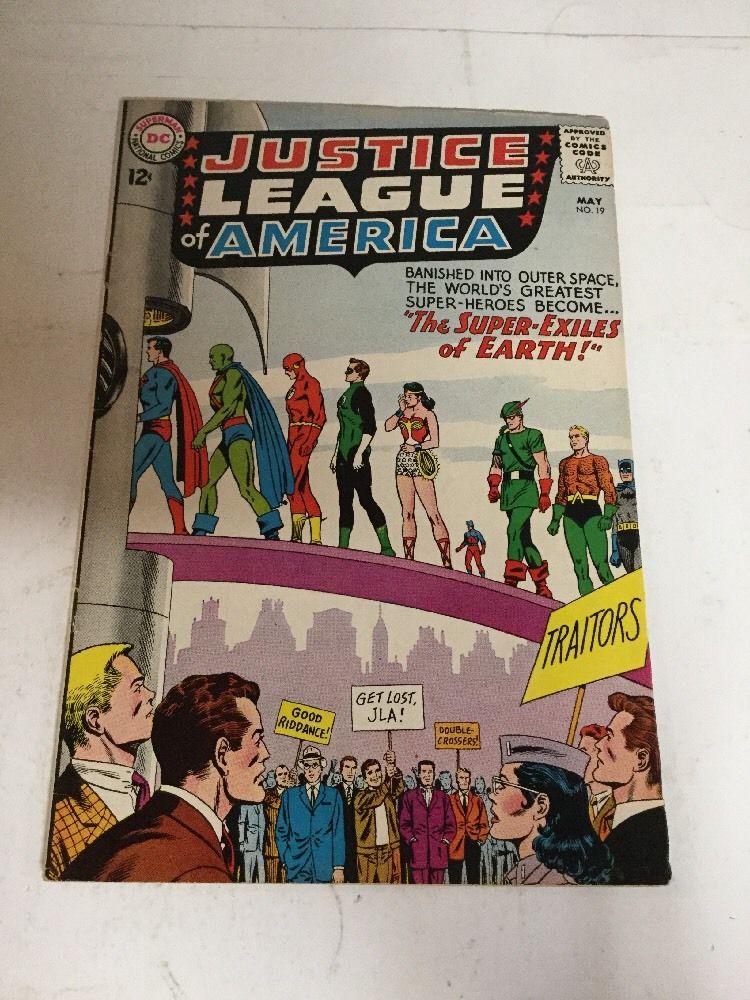 SUPERMAN
DC
NATIONAL COMICS
12¢
JUSTICE
LEAGUE
of AMERICA
APPROVED
BY THE
COMICS
CODE
CAO
AUTHORITY
MAY
NO. 19
BANISHED INTO OUTER SPACE,
THE WORLD'S GREATEST
SUPER-HEROES BECOME...
"The SUPER-EXILES
of EARTH!"
TRAITORS
GOOD
RIDDANCE!
GET LOST,
JLA!
DOUBLE-
CROSSERS!